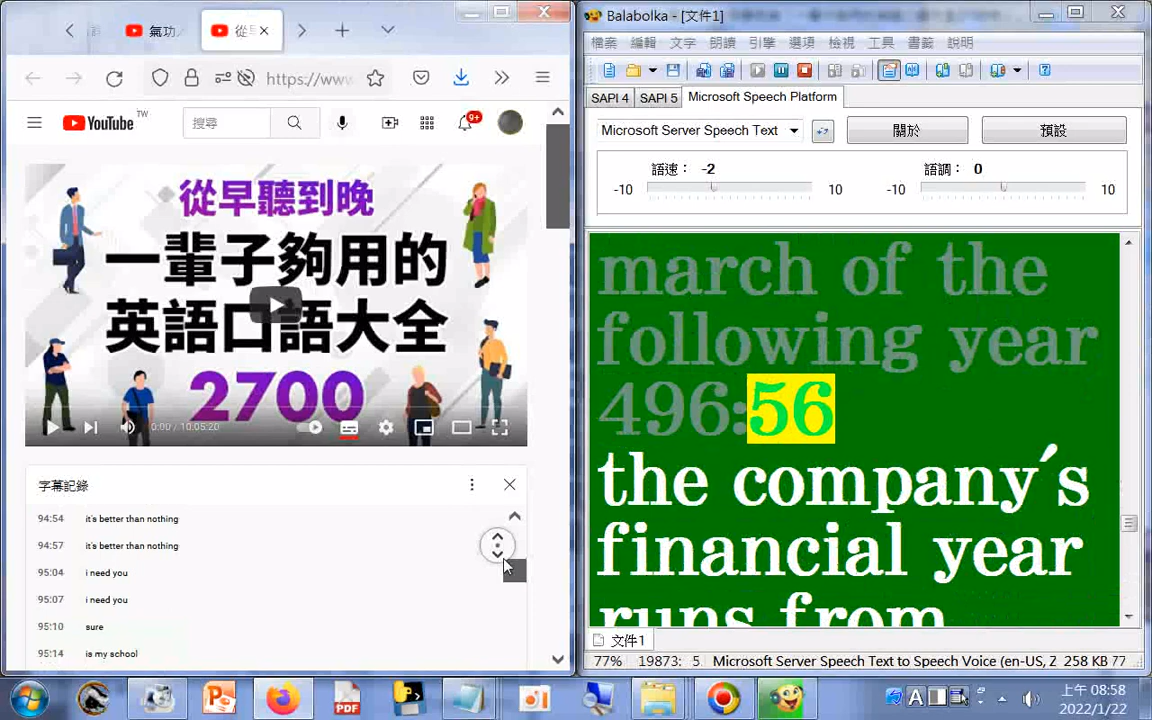 氣功
從
https://www
YouTube TW
搜尋
9+
從早聽到晚
一輩子夠用的
英語口語大全
2700
0:00 / 10:05:20
字幕記錄
94:54 it's better than nothing
94:57 it's better than nothing
95:04 i need you
95:07 i need you
95:10 sure
95:14 is my school
Balabolka - [文件1]
檔案 編輯 文字 朗讀 引擎 選項 檢視 工具 書籤 說明
SAPI 4 SAPI 5 Microsoft Speech Platform
Microsoft Server Speech Text 關於 預設
語速： -2 語調： 0
-10 10 -10 10
march of the
following year
496:56
the company's
financial year
runs from
文件1
77% 19873: 5 Microsoft Server Speech Text to Speech Voice (en-US, Z 258 KB 77
PDF
A
上午 08:58
2022/1/22